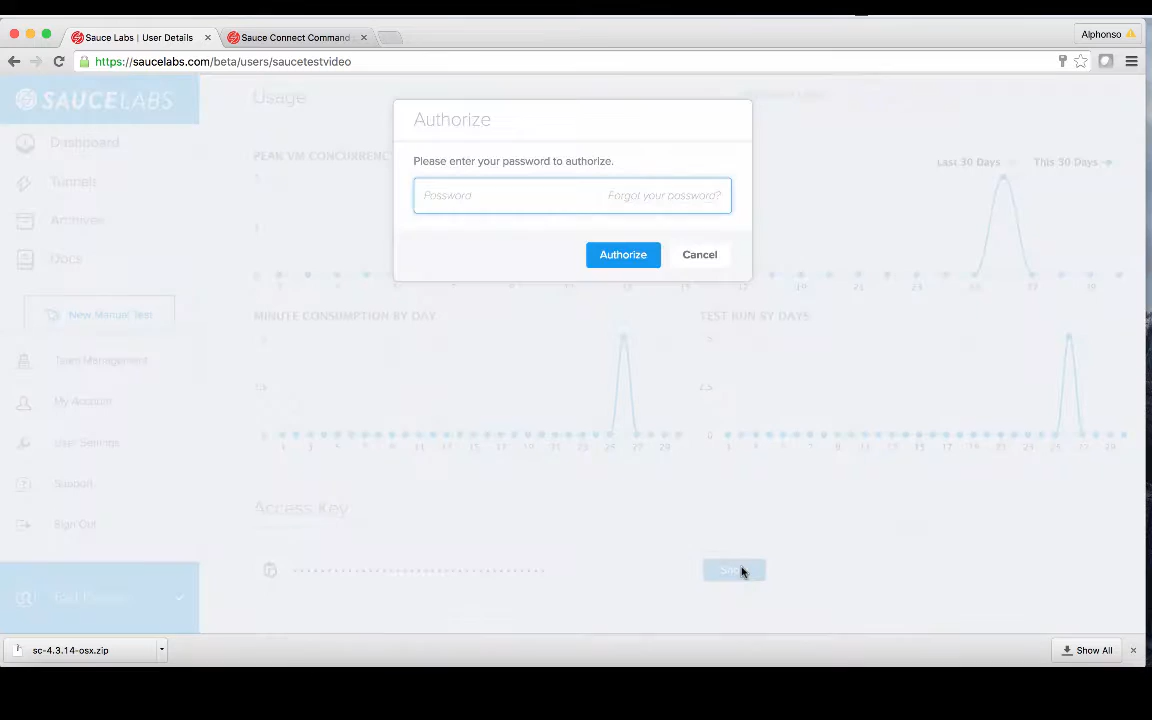 Sauce Labs | User Details
Sauce Connect Command
Alphonso
https://saucelabs.com/beta/users/saucetestvideo
SAUCELABS
Usage
Authorize
Dashboard
PEAK VM CONCURRENCY
Please enter your password to authorize.
Last 30 Days
This 30 Days
Tunnels
Password
Forgot your password?
Archives
Authorize
Cancel
Docs
New Manual Test
MINUTE CONSUMPTION BY DAY
TEST RUN BY DAYS
Team Management
My Account
User Settings
Support
Access Key
Sign Out
sc-4.3.14-osx.zip
Show All